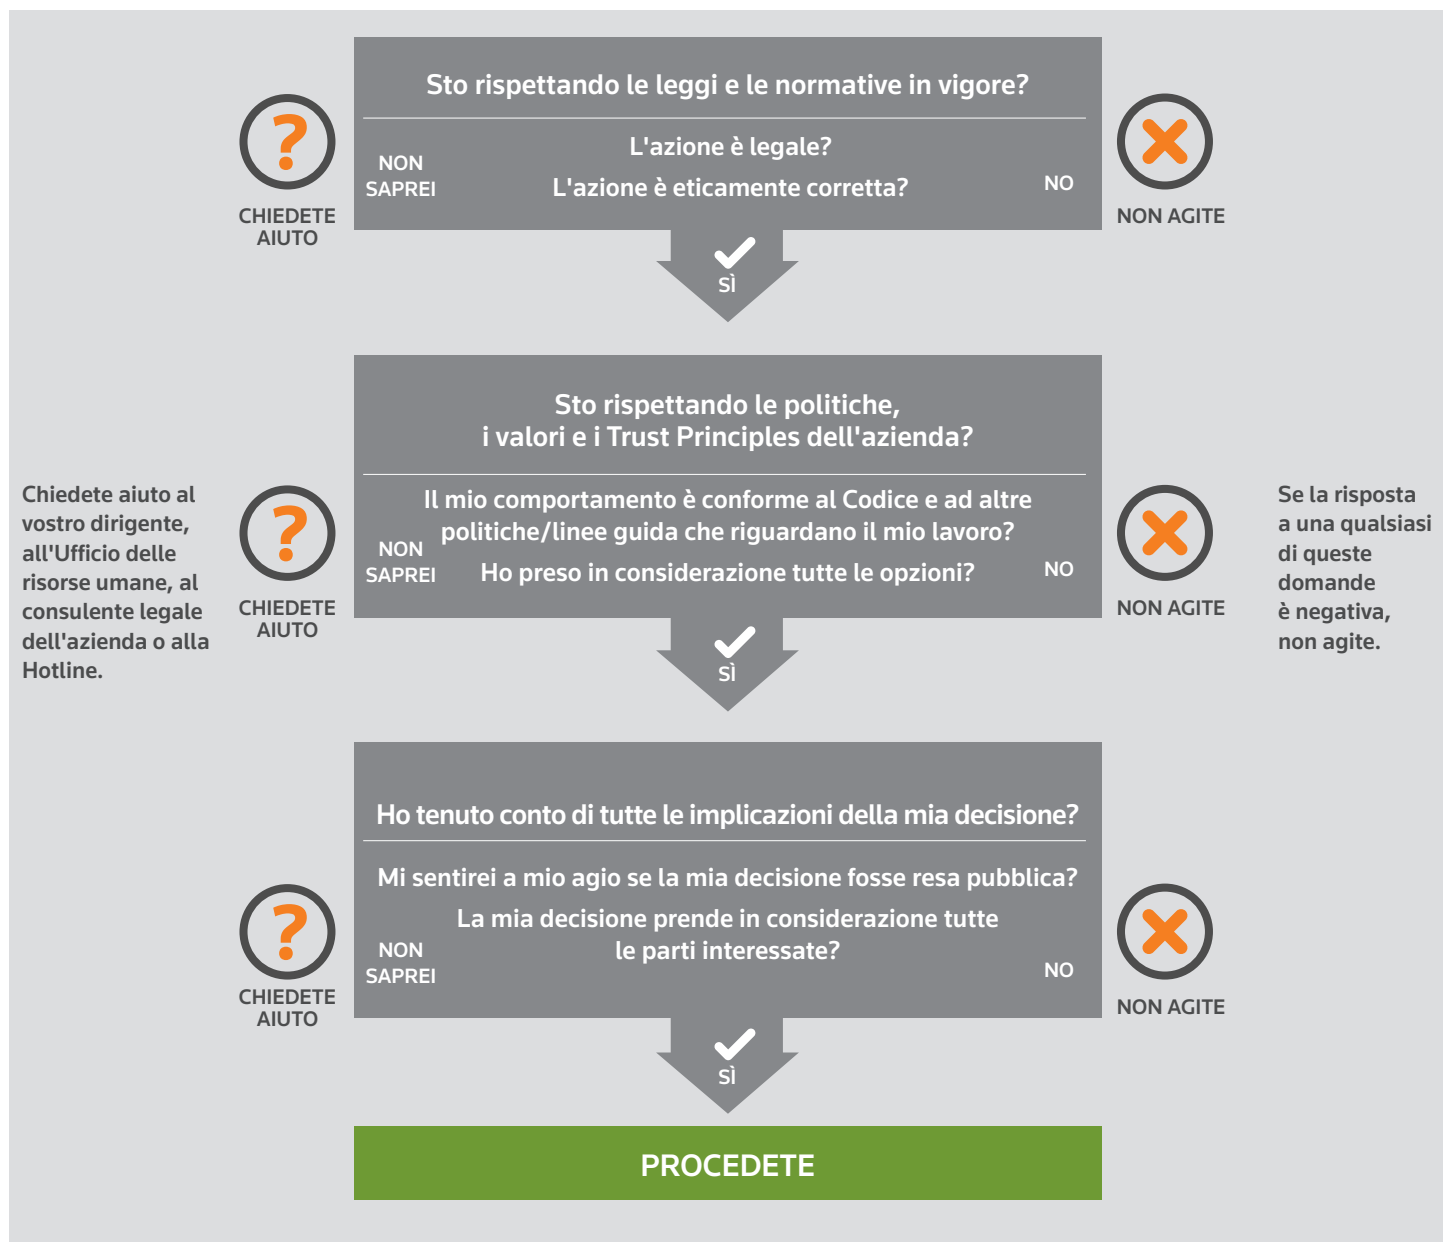 Sto rispettando le leggi e le normative in vigore?
L'azione è legale?
L'azione è eticamente corretta?
NON
SAPREI
NO
CHIEDETE
AIUTO
NON AGITE
SÌ
Sto rispettando le politiche,
i valori e i Trust Principles dell'azienda?
Il mio comportamento è conforme al Codice e ad altre
politiche/linee guida che riguardano il mio lavoro?
Ho preso in considerazione tutte le opzioni?
NON
SAPREI
NO
Chiedete aiuto al
vostro dirigente,
all'Ufficio delle
risorse umane, al
consulente legale
dell'azienda o alla
Hotline.
CHIEDETE
AIUTO
NON AGITE
Se la risposta
a una qualsiasi
di queste
domande
è negativa,
non agite.
SÌ
Ho tenuto conto di tutte le implicazioni della mia decisione?
Mi sentirei a mio agio se la mia decisione fosse resa pubblica?
La mia decisione prende in considerazione tutte
le parti interessate?
NON
SAPREI
NO
CHIEDETE
AIUTO
NON AGITE
SÌ
PROCEDETE